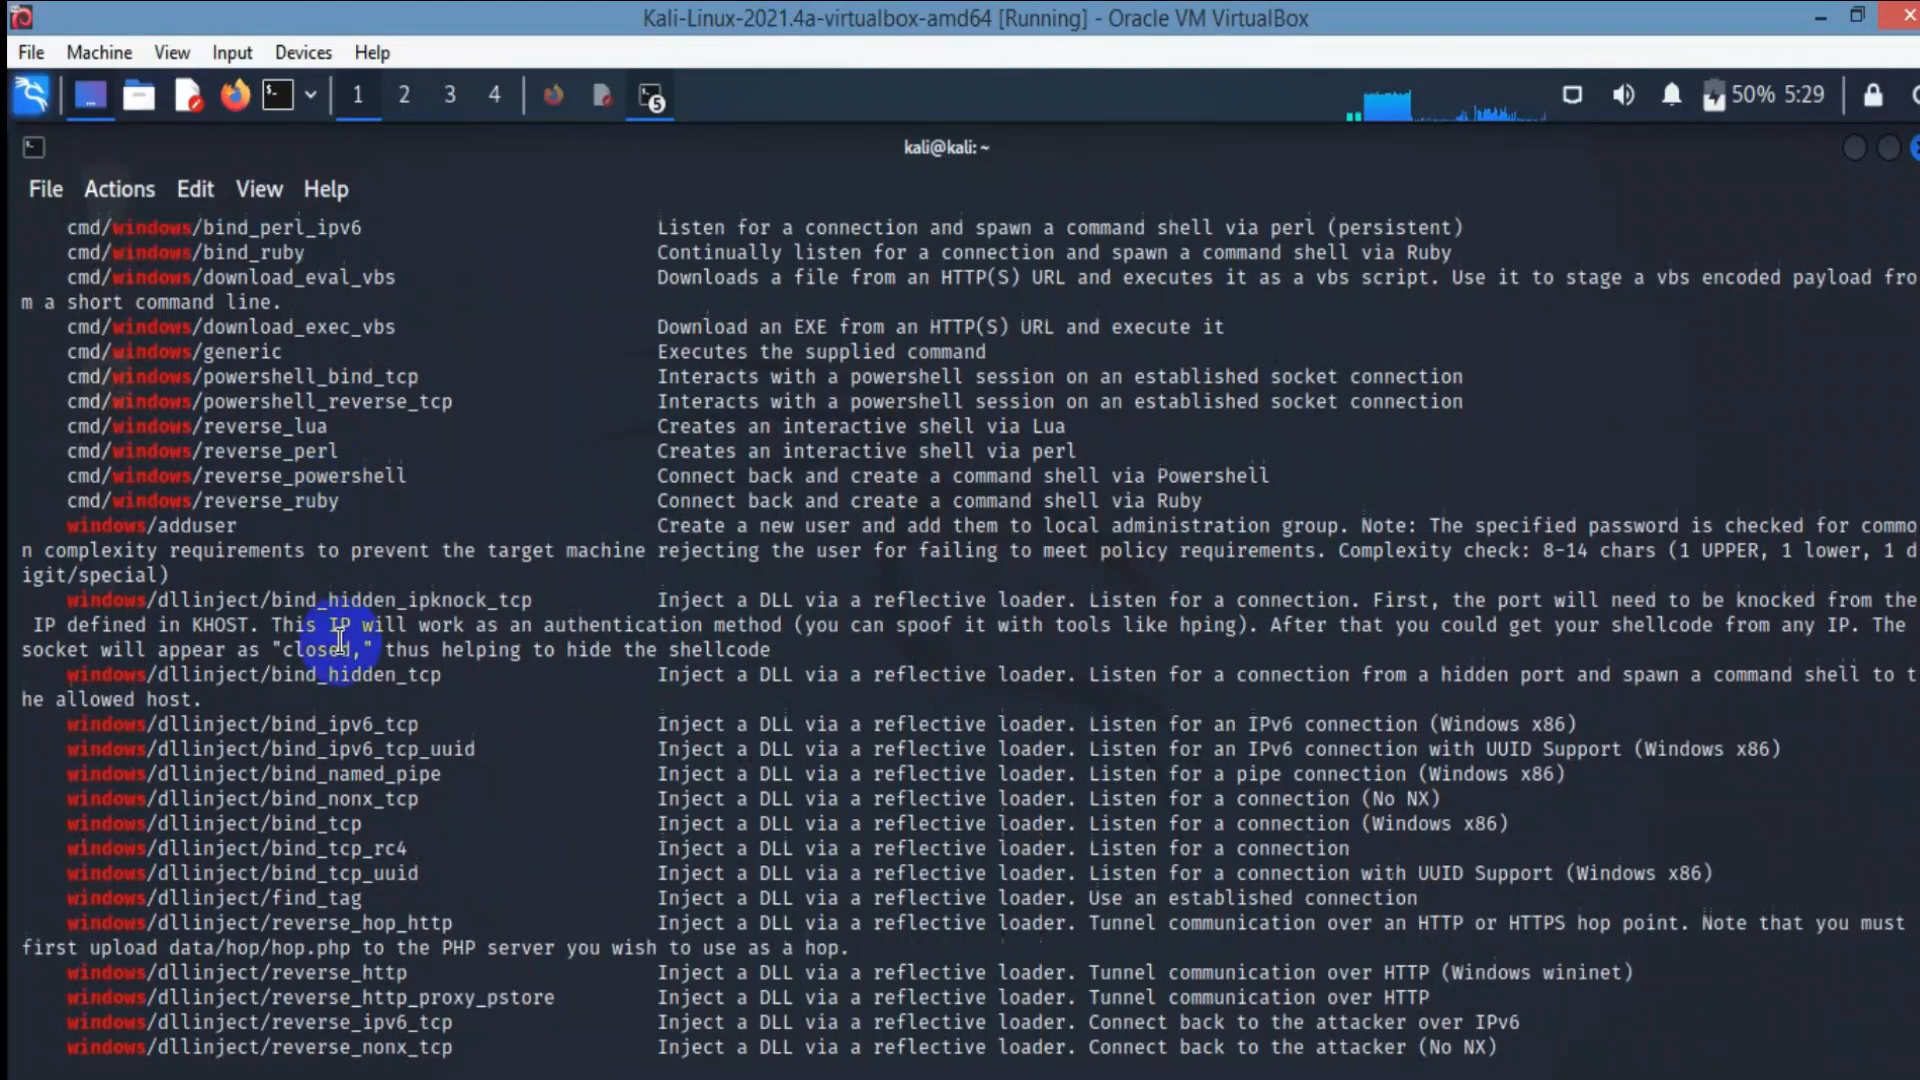 Kali-Linux-2021.4a-virtualbox-amd64 [Running] - Oracle VM VirtualBox
File Machine View Input Devices Help
1 2 3 4 5 50% 5:29
kali@kali: ~
File Actions Edit View Help
cmd/windows/bind_perl_ipv6 Listen for a connection and spawn a command shell via perl (persistent)
cmd/windows/bind_ruby Continually listen for a connection and spawn a command shell via Ruby
cmd/windows/download_eval_vbs Downloads a file from an HTTP(S) URL and executes it as a vbs script. Use it to stage a vbs encoded payload fro
m a short command line.
cmd/windows/download_exec_vbs Download an EXE from an HTTP(S) URL and execute it
cmd/windows/generic Executes the supplied command
cmd/windows/powershell_bind_tcp Interacts with a powershell session on an established socket connection
cmd/windows/powershell_reverse_tcp Interacts with a powershell session on an established socket connection
cmd/windows/reverse_lua Creates an interactive shell via Lua
cmd/windows/reverse_perl Creates an interactive shell via perl
cmd/windows/reverse_powershell Connect back and create a command shell via Powershell
cmd/windows/reverse_ruby Connect back and create a command shell via Ruby
windows/adduser Create a new user and add them to local administration group. Note: The specified password is checked for commo
n complexity requirements to prevent the target machine rejecting the user for failing to meet policy requirements. Complexity check: 8-14 chars (1 UPPER, 1 lower, 1 d
igit/special)
windows/dllinject/bind_hidden_ipknock_tcp Inject a DLL via a reflective loader. Listen for a connection. First, the port will need to be knocked from the
IP defined in KHOST. This IP will work as an authentication method (you can spoof it with tools like hping). After that you could get your shellcode from any IP. The
socket will appear as "closed," thus helping to hide the shellcode
windows/dllinject/bind_hidden_tcp Inject a DLL via a reflective loader. Listen for a connection from a hidden port and spawn a command shell to t
he allowed host.
windows/dllinject/bind_ipv6_tcp Inject a DLL via a reflective loader. Listen for an IPv6 connection (Windows x86)
windows/dllinject/bind_ipv6_tcp_uuid Inject a DLL via a reflective loader. Listen for an IPv6 connection with UUID Support (Windows x86)
windows/dllinject/bind_named_pipe Inject a DLL via a reflective loader. Listen for a pipe connection (Windows x86)
windows/dllinject/bind_nonx_tcp Inject a DLL via a reflective loader. Listen for a connection (No NX)
windows/dllinject/bind_tcp Inject a DLL via a reflective loader. Listen for a connection (Windows x86)
windows/dllinject/bind_tcp_rc4 Inject a DLL via a reflective loader. Listen for a connection
windows/dllinject/bind_tcp_uuid Inject a DLL via a reflective loader. Listen for a connection with UUID Support (Windows x86)
windows/dllinject/find_tag Inject a DLL via a reflective loader. Use an established connection
windows/dllinject/reverse_hop_http Inject a DLL via a reflective loader. Tunnel communication over an HTTP or HTTPS hop point. Note that you must
first upload data/hop/hop.php to the PHP server you wish to use as a hop.
windows/dllinject/reverse_http Inject a DLL via a reflective loader. Tunnel communication over HTTP (Windows wininet)
windows/dllinject/reverse_http_proxy_pstore Inject a DLL via a reflective loader. Tunnel communication over HTTP
windows/dllinject/reverse_ipv6_tcp Inject a DLL via a reflective loader. Connect back to the attacker over IPv6
windows/dllinject/reverse_nonx_tcp Inject a DLL via a reflective loader. Connect back to the attacker (No NX)